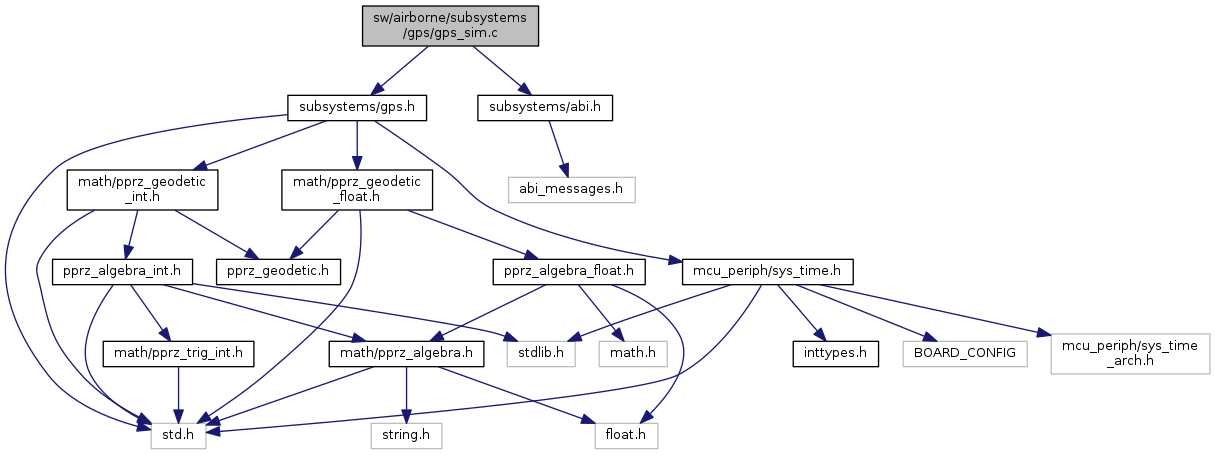 sw/airborne/subsystems
/gps/gps_sim.c
subsystems/gps.h
subsystems/abi.h
math/pprz_geodetic
_int.h
math/pprz_geodetic
_float.h
abi_messages.h
pprz_algebra_int.h
pprz_geodetic.h
pprz_algebra_float.h
mcu_periph/sys_time.h
math/pprz_trig_int.h
math/pprz_algebra.h
stdlib.h
math.h
inttypes.h
BOARD_CONFIG
mcu_periph/sys_time
_arch.h
std.h
string.h
float.h